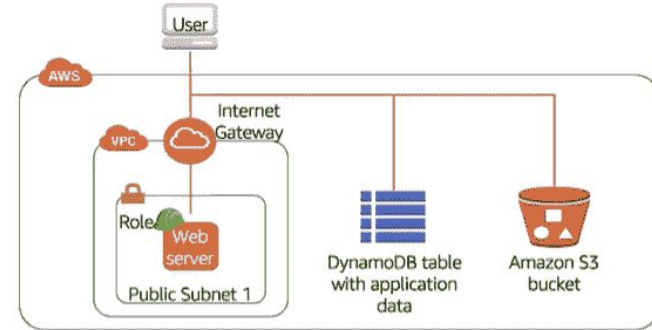 User
AWS
Internet
Gateway
VPC
Role
Web
server
Public Subnet 1
DynamoDB table
with application
data
Amazon S3
bucket